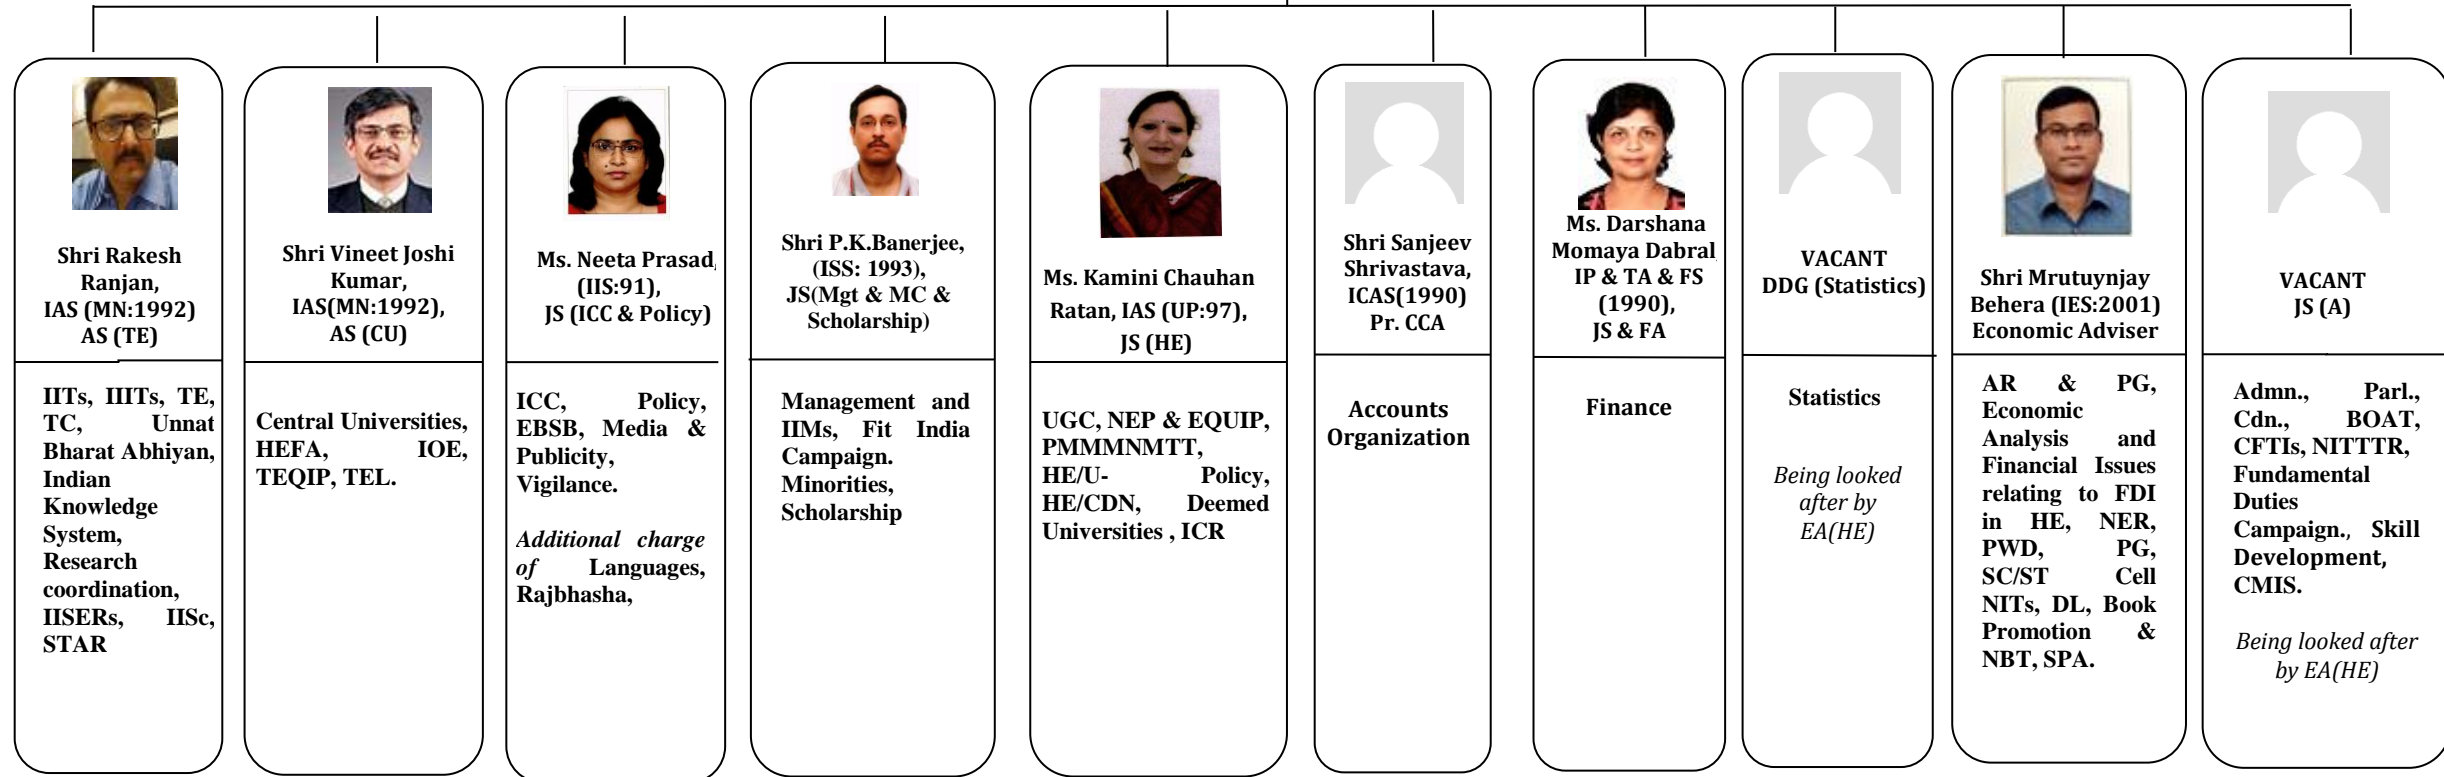 Shri Rakesh
Ranjan,
IAS (MN:1992)
AS (TE)
IITs, IIITs, TE,
TC, Unnat
Bharat Abhiyan,
Indian
Knowledge
System,
Research
coordination,
IISERs, IISc,
STAR
Shri Vineet Joshi
Kumar,
IAS(MN:1992),
AS (CU)
Central Universities,
HEFA, IOE,
TEQIP, TEL.
Ms. Neeta Prasad,
(IIS:91),
JS (ICC & Policy)
ICC, Policy,
EBSB, Media &
Publicity,
Vigilance.
Additional charge
of Languages,
Rajbhasha,
Shri P.K.Banerjee,
(ISS: 1993),
JS(Mgt & MC &
Scholarship)
Management and
IIMs, Fit India
Campaign.
Minorities,
Scholarship
Ms. Kamini Chauhan
Ratan, IAS (UP:97),
JS (HE)
UGC, NEP & EQUIP,
PMMMNMTT,
HE/U- Policy,
HE/CDN, Deemed
Universities , ICR
Shri Sanjeev
Shrivastava,
ICAS(1990)
Pr. CCA
Accounts
Organization
Ms. Darshana
Momaya Dabral
IP & TA & FS
(1990),
JS & FA
Finance
VACANT
DDG (Statistics)
Statistics
Being looked
after by
EA(HE)
Shri Mrutuynjay
Behera (IES:2001)
Economic Adviser
AR & PG,
Economic
Analysis and
Financial Issues
relating to FDI
in HE, NER,
PWD, PG,
SC/ST Cell
NITs, DL, Book
Promotion &
NBT, SPA.
VACANT
JS (A)
Admn., Parl.,
Cdn., BOAT,
CFTIs, NITTTR,
Fundamental
Duties
Campaign., Skill
Development,
CMIS.
Being looked after
by EA(HE)